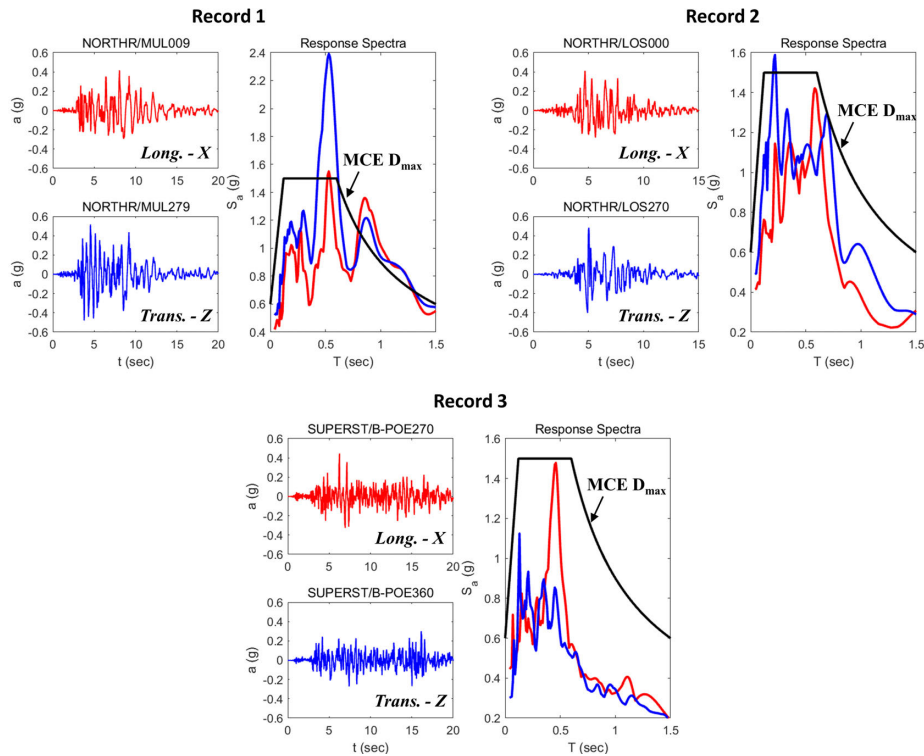 Record 1
NORTHR/MUL009
0.6
0.4
0.2
0
-0.2
-0.4
-0.6
a (g)
Long. - X
0 5 10 15 20
NORTHR/MUL279
0.6
0.4
0.2
0
-0.2
-0.4
-0.6
a (g)
Trans. - Z
0 5 10 15 20
t (sec)
Response Spectra
2.4
2.2
2.0
1.8
1.6
1.4
1.2
1.0
0.8
0.6
0.4
Sa (g)
MCE Dmax
0 0.5 1 1.5
T (sec)
Record 2
NORTHR/LOS000
0.6
0.4
0.2
0
-0.2
-0.4
-0.6
a (g)
Long. - X
0 5 10 15
NORTHR/LOS270
0.6
0.4
0.2
0
-0.2
-0.4
-0.6
a (g)
Trans. - Z
0 5 10 15
t (sec)
Response Spectra
1.6
1.4
1.2
1.0
0.8
0.6
0.4
0.2
Sa (g)
MCE Dmax
0 0.5 1 1.5
T (sec)
Record 3
SUPERST/B-POE270
0.6
0.4
0.2
0
-0.2
-0.4
-0.6
a (g)
Long. - X
0 5 10 15 20
SUPERST/B-POE360
0.6
0.4
0.2
0
-0.2
-0.4
-0.6
a (g)
Trans. - Z
0 5 10 15 20
t (sec)
Response Spectra
1.6
1.4
1.2
1.0
0.8
0.6
0.4
0.2
Sa (g)
MCE Dmax
0 0.5 1 1.5
T (sec)